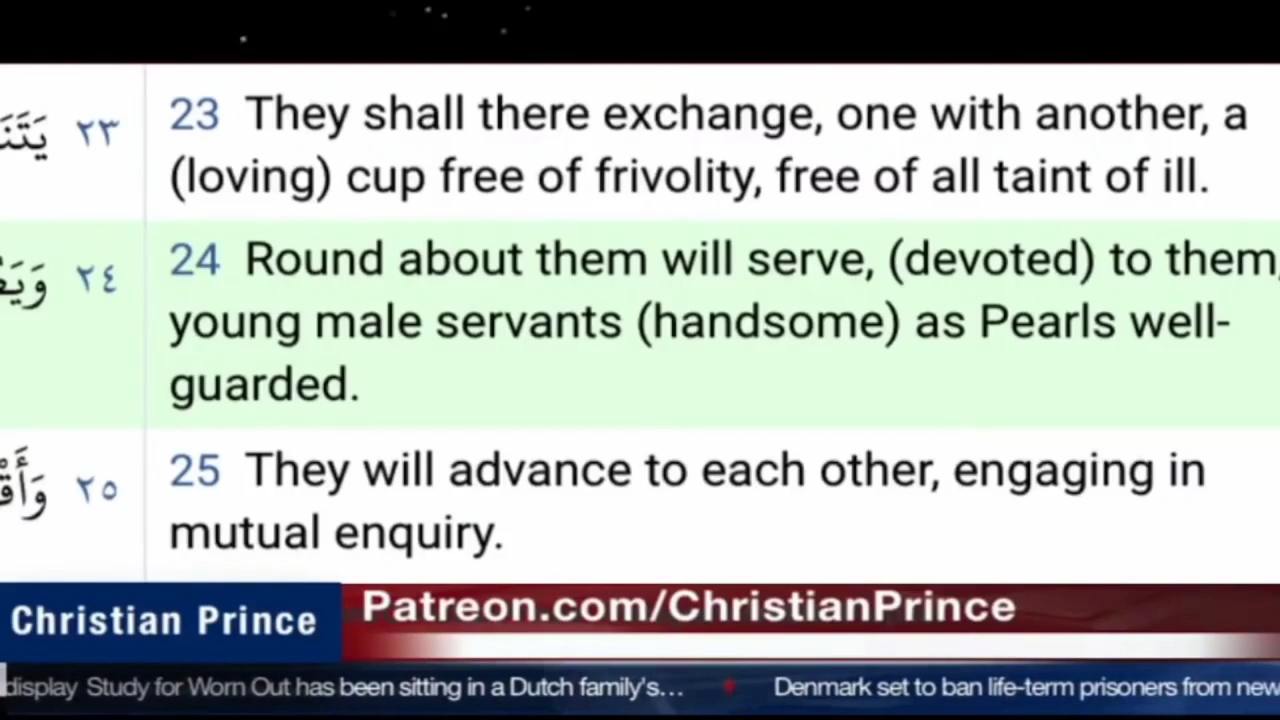 ٢٣ 23 They shall there exchange, one with another, a
(loving) cup free of frivolity, free of all taint of ill.
٢٤ 24 Round about them will serve, (devoted) to them,
young male servants (handsome) as Pearls well-
guarded.
٢٥ 25 They will advance to each other, engaging in
mutual enquiry.
Christian Prince
Patreon.com/ChristianPrince
display Study for Worn Out has been sitting in a Dutch family's...
Denmark set to ban life-term prisoners from new